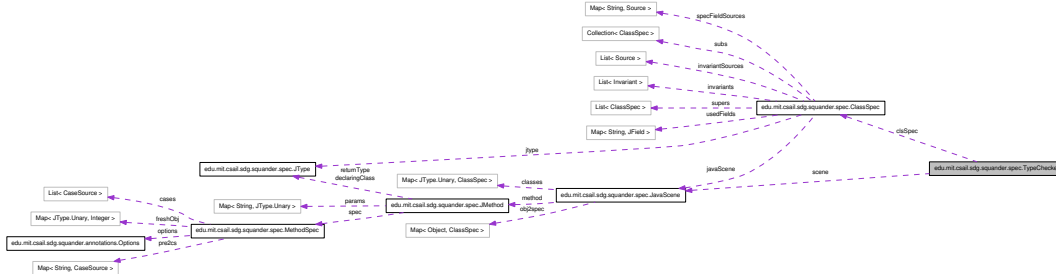 Map< String, Source >
specFieldSources
Collection< ClassSpec >
subs
List< Source >
invariantSources
List< Invariant >
invariants
List< ClassSpec >
supers
edu.mit.csail.sdg.squander.spec.ClassSpec
usedFields
Map< String, JField >
clsSpec
jtype
edu.mit.csail.sdg.squander.spec.JType
edu.mit.csail.sdg.squander.spec.TypeChecke
returnType
declaringClass
javaScene
scene
Map< JType.Unary, ClassSpec >
classes
List< CaseSource >
cases
edu.mit.csail.sdg.squander.spec.JavaScene
params
method
Map< String, JType.Unary >
edu.mit.csail.sdg.squander.spec.JMethod
spec
obj2spec
Map< JType.Unary, Integer >
freshObj
edu.mit.csail.sdg.squander.spec.MethodSpec
Map< Object, ClassSpec >
options
edu.mit.csail.sdg.squander.annotations.Options
pre2cs
Map< String, CaseSource >